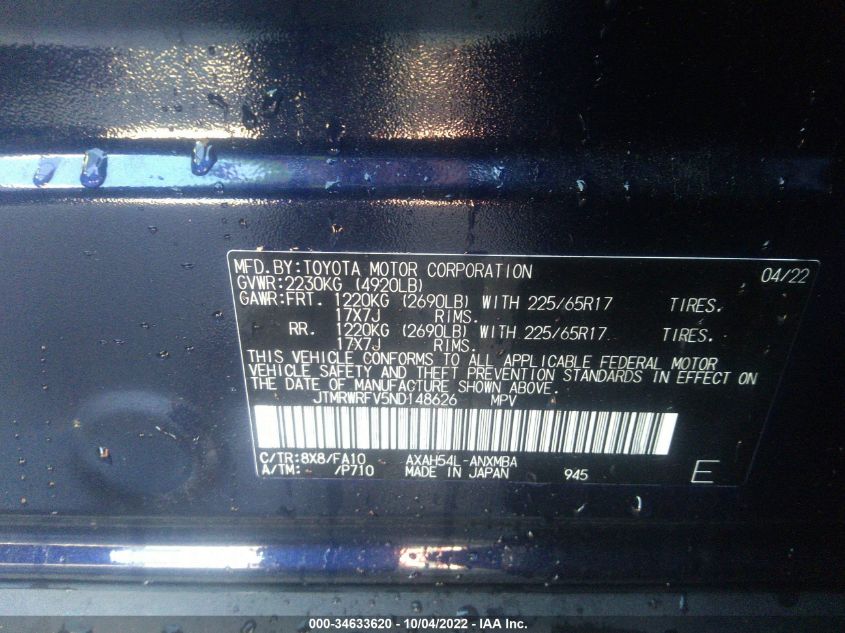 MFD.BY:TOYOTA MOTOR CORPORATION 04/22
GVWR:2230KG (4920LB)
GAWR:FRT. 1220KG (2690LB) WITH 225/65R17 TIRES.
17X7J RIMS.
RR. 1220KG (2690LB) WITH 225/65R17 TIRES.
17X7J RIMS.
THIS VEHICLE CONFORMS TO ALL APPLICABLE FEDERAL MOTOR
VEHICLE SAFETY AND THEFT PREVENTION STANDARDS IN EFFECT ON
THE DATE OF MANUFACTURE SHOWN ABOVE.
JTMRWRFV5ND148626 MPV
C/TR:8X8/FA10 AXAH54L-ANXMBA
A/TM: /P710 MADE IN JAPAN 945 E
000-34633620 - 10/04/2022 - IAA Inc.